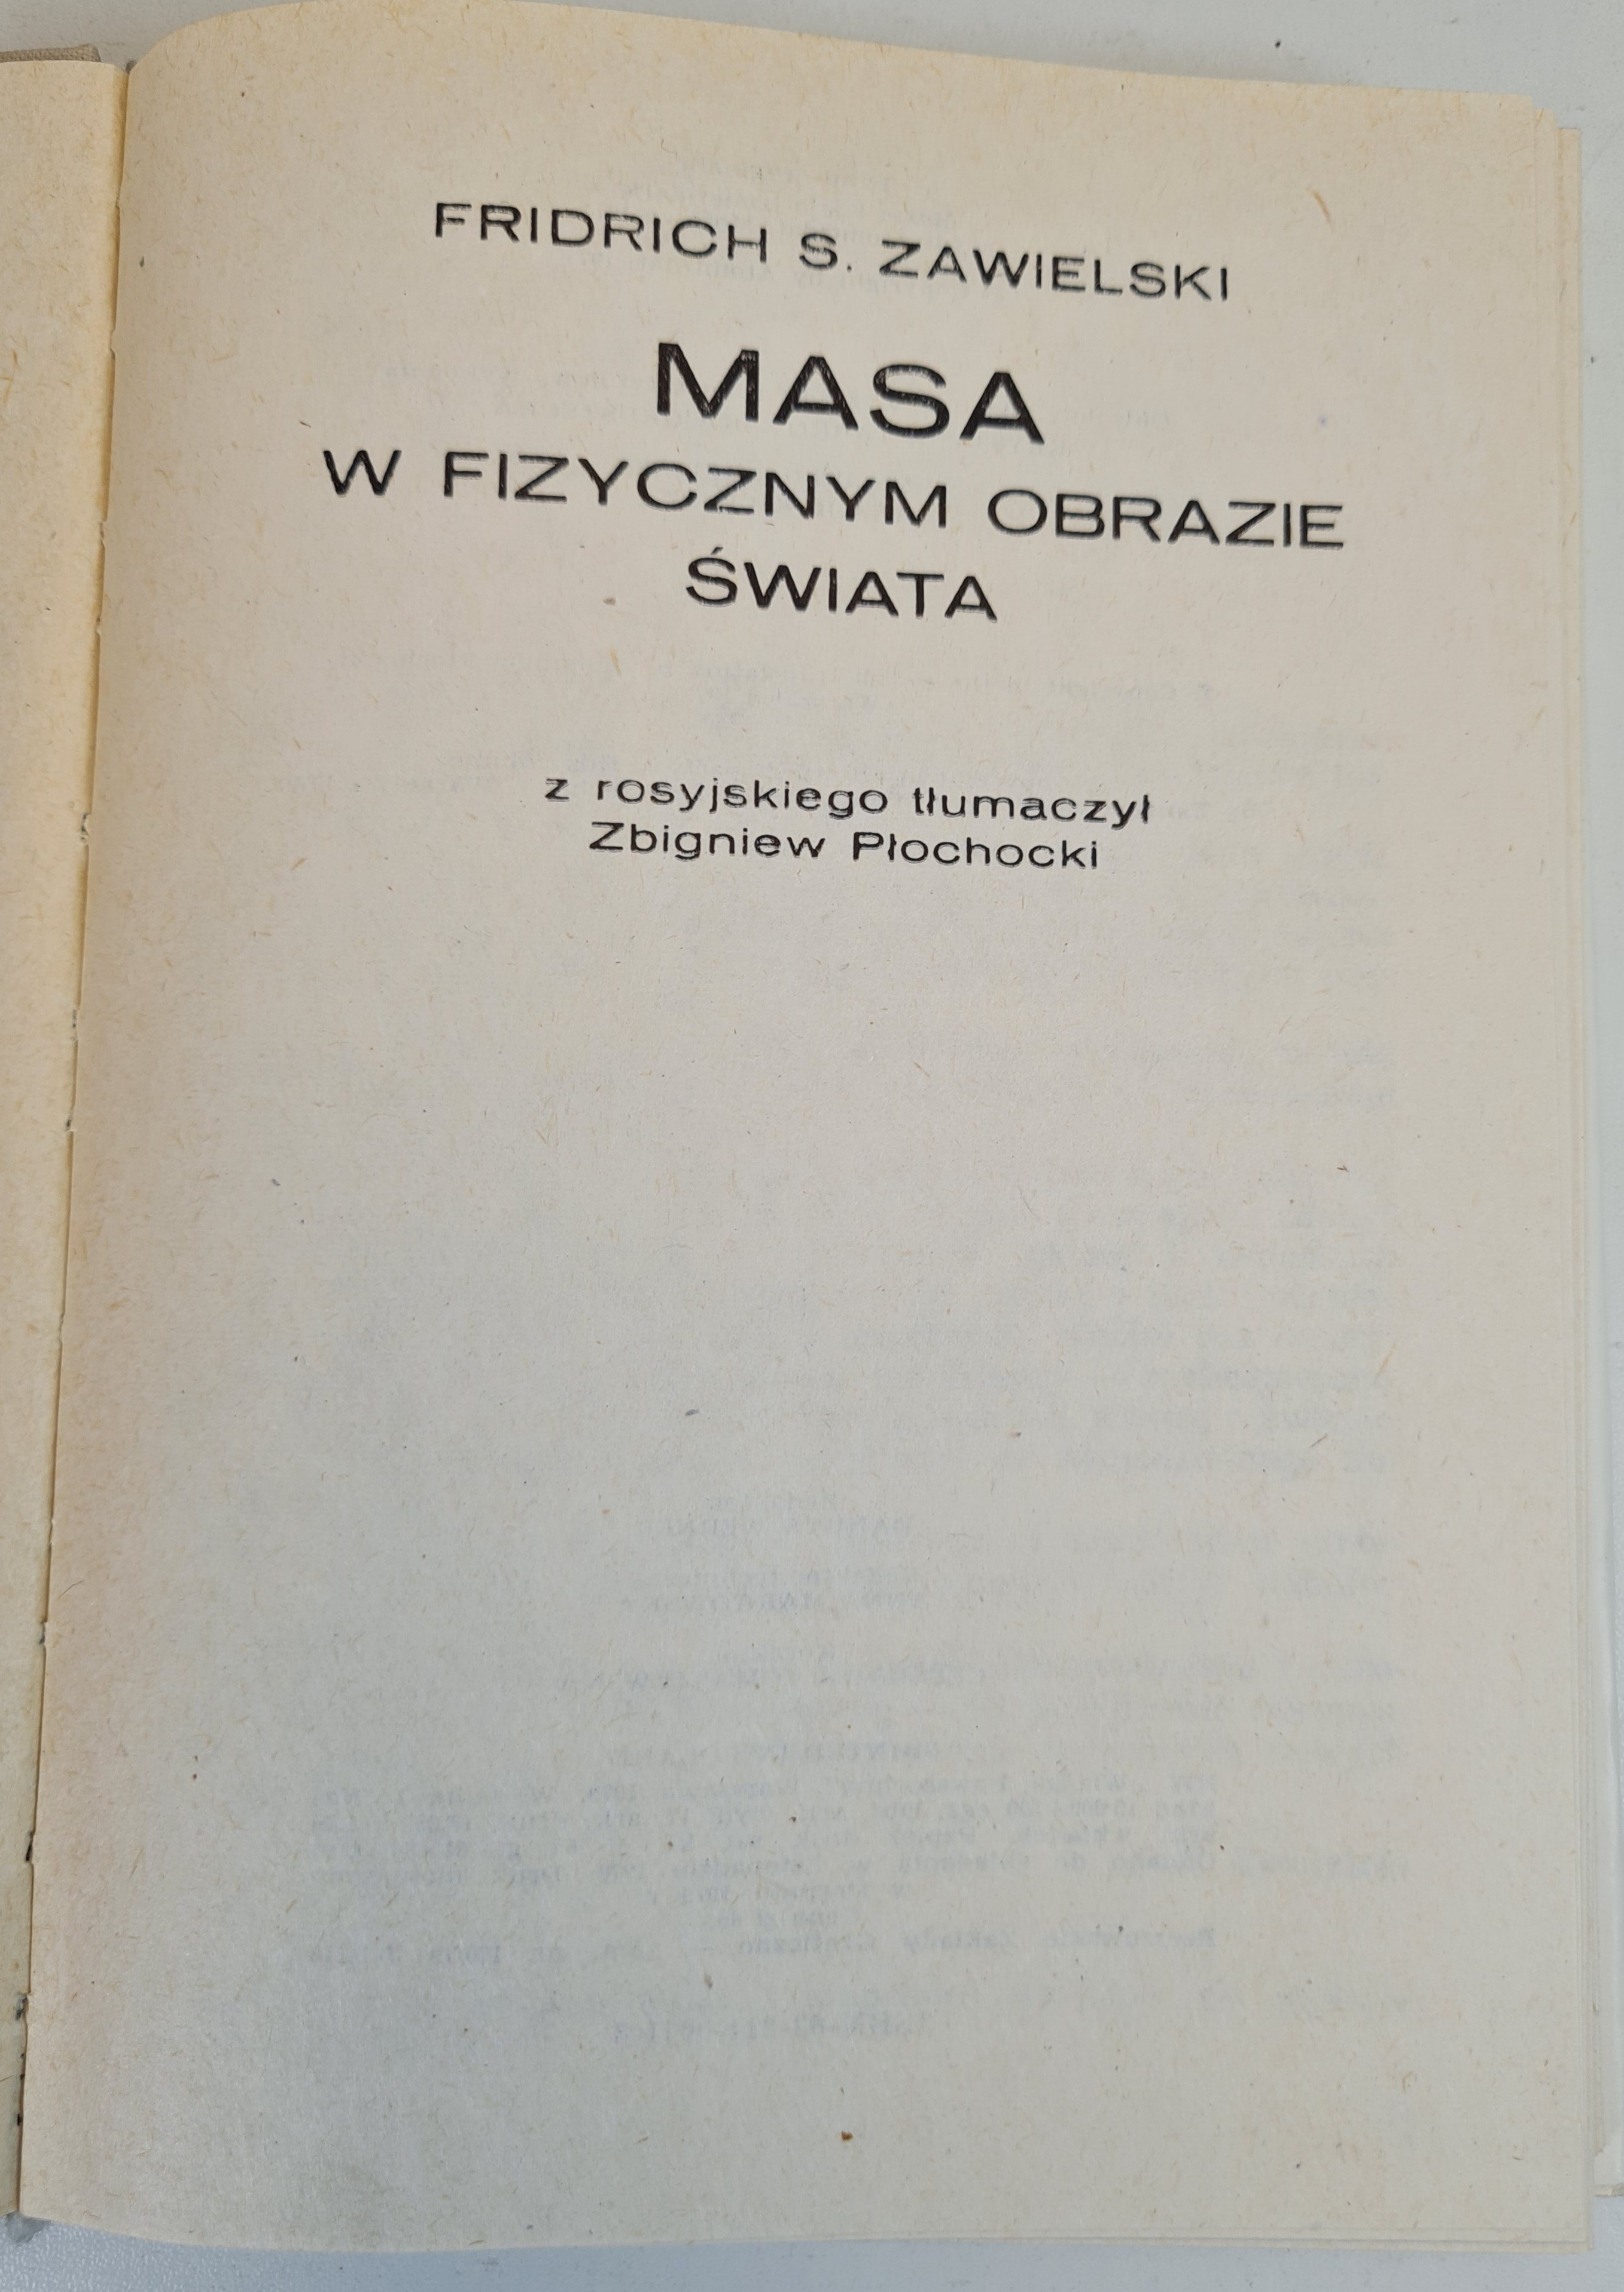 FRIDRICH S. ZAWIELSKI
MASA
W FIZYCZNYM OBRAZIE
ŚWIATA
z rosyjskiego tłumaczył
Zbigniew Płochocki